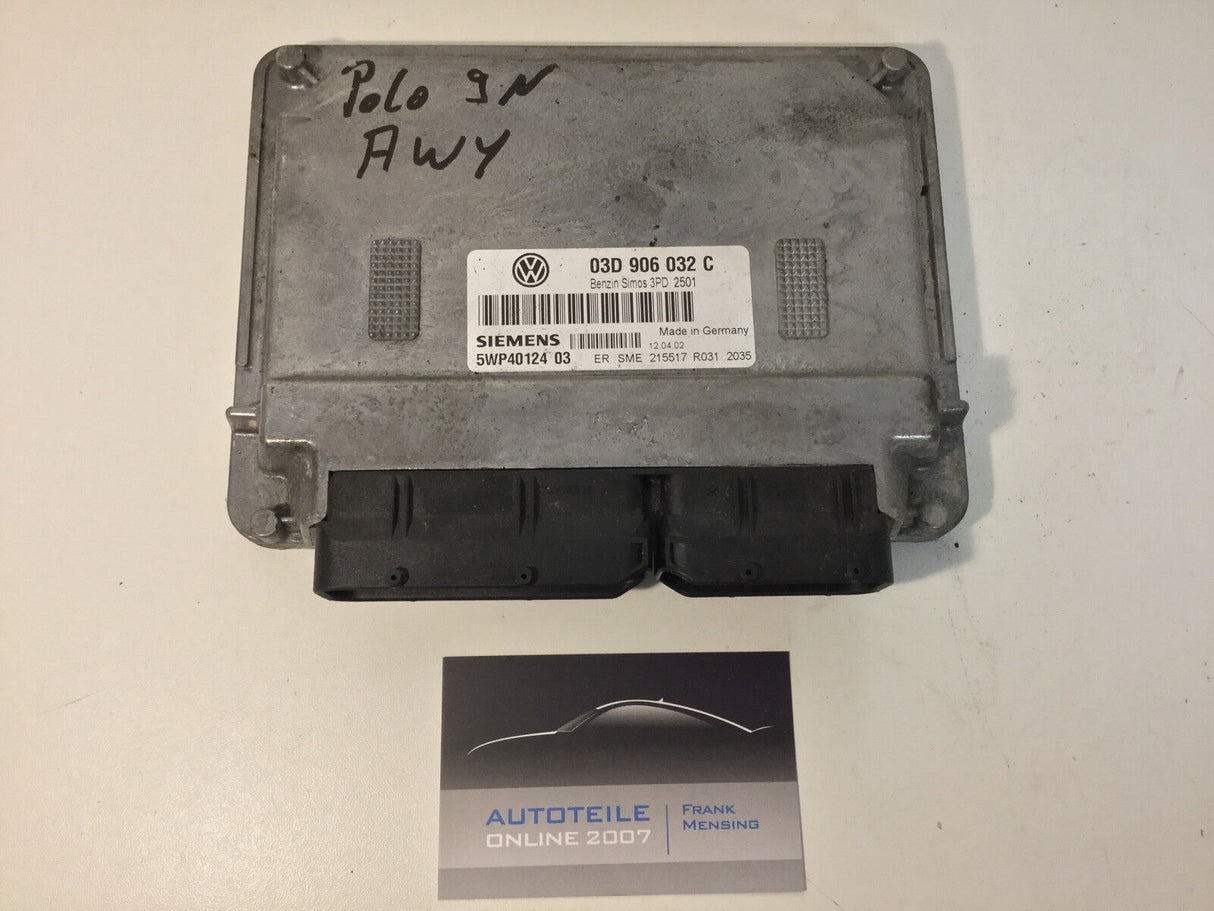 Polo 9N
AWY
03D 906 032 C
Benzin Simos 3PD 2501
Made in Germany
SIEMENS
12.04.02
5WP40124 03 ER SME 215517 R031 2035
AUTOTEILE
ONLINE 2007
FRANK
MENSING